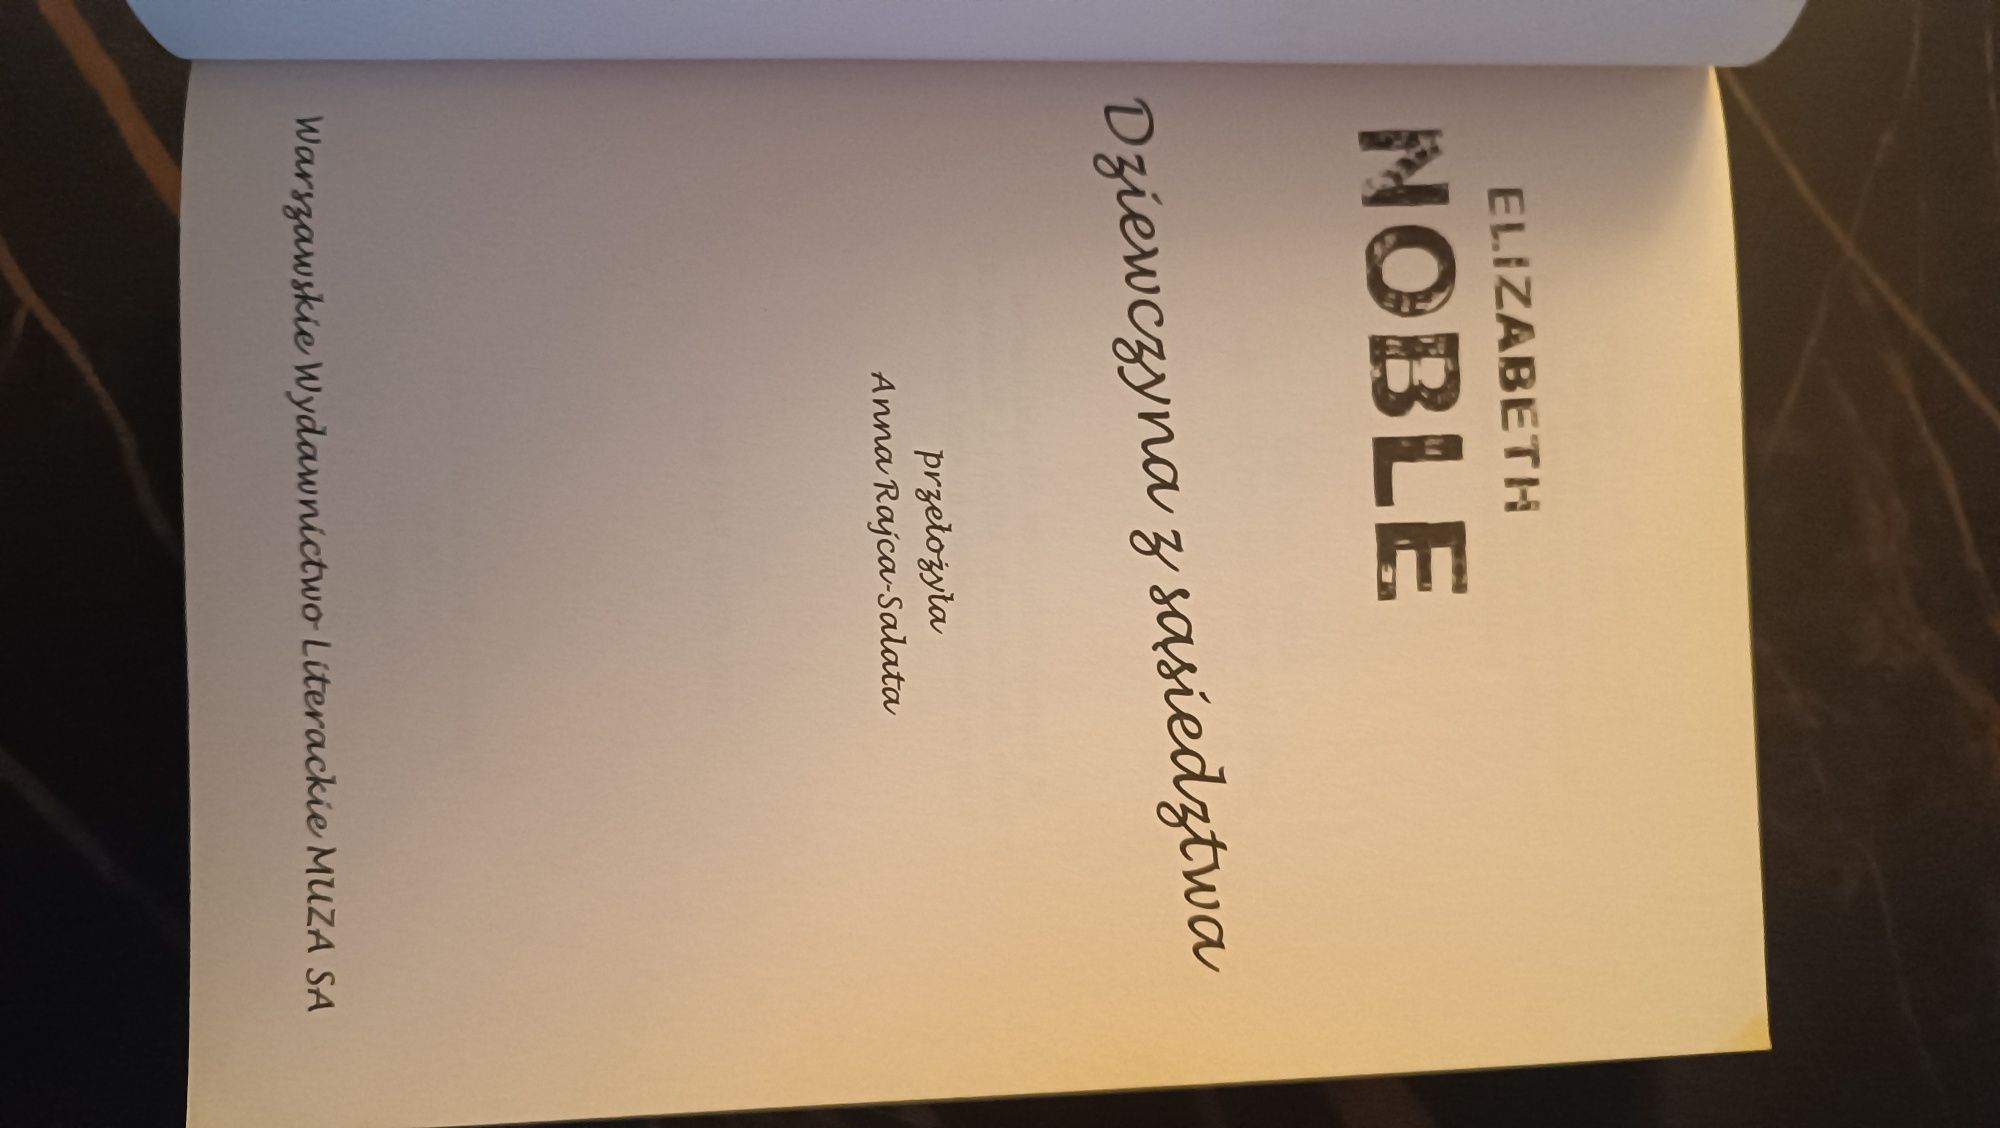 ELIZABETH
NOBLE
Dziewczyna z sąsiedztwa
przełożyła
Anna Rajca-Salata
Warszawskie Wydawnictwo Literackie MUZA SA